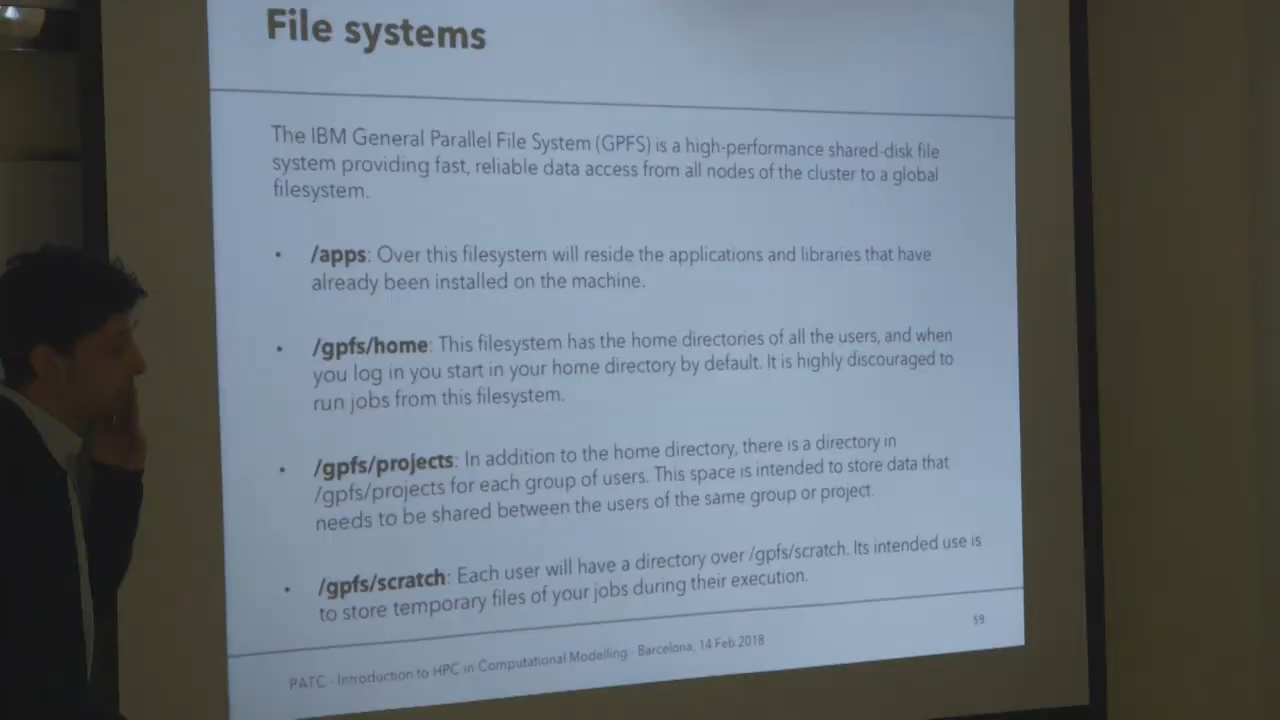 File systems
The IBM General Parallel File System (GPFS) is a high-performance shared-disk file
system providing fast, reliable data access from all nodes of the cluster to a global
filesystem.
• /apps: Over this filesystem will reside the applications and libraries that have
already been installed on the machine.
• /gpfs/home: This filesystem has the home directories of all the users, and when
you log in you start in your home directory by default. It is highly discouraged to
run jobs from this filesystem.
• /gpfs/projects: In addition to the home directory, there is a directory in
/gpfs/projects for each group of users. This space is intended to store data that
needs to be shared between the users of the same group or project.
• /gpfs/scratch: Each user will have a directory over /gpfs/scratch. Its intended use is
to store temporary files of your jobs during their execution.
59
PATC - Introduction to HPC in Computational Modelling - Barcelona, 14 Feb 2018